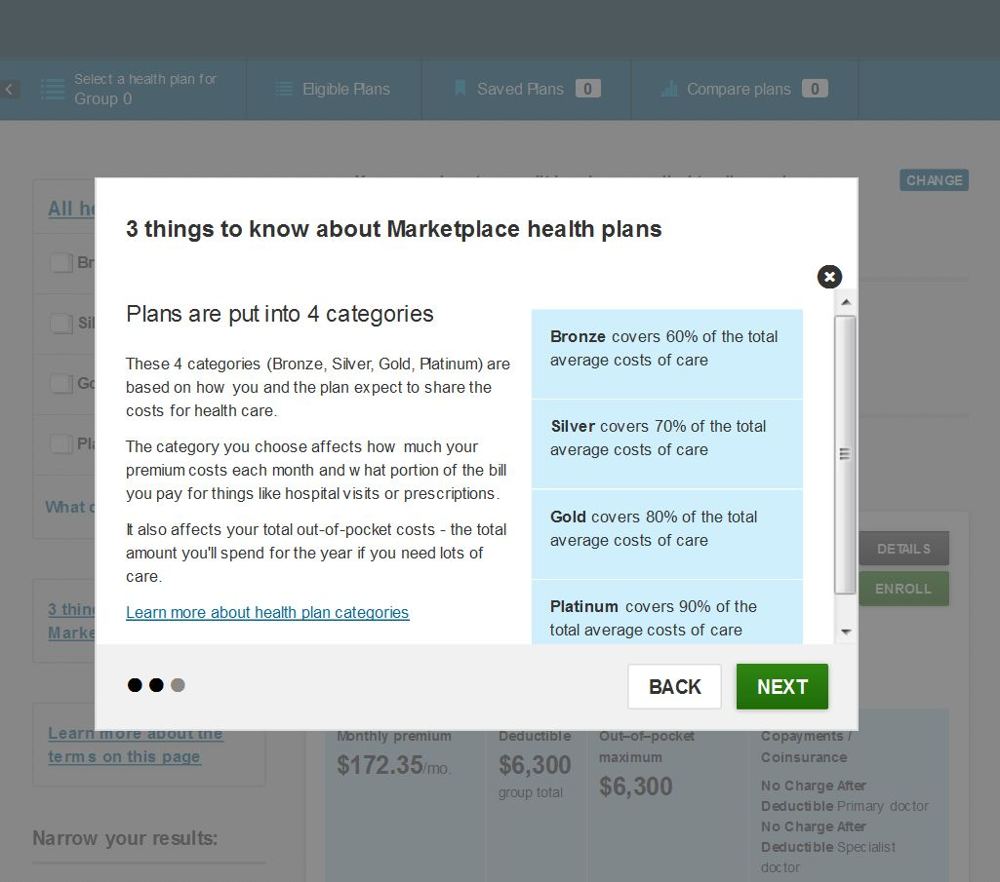 Select a health plan for
Group 0
Eligible Plans
Saved Plans 0
Compare plans 0
CHANGE
All he
Br
Sil
Go
Pla
What
3 thin
Marke
Learn more about the
terms on this page
Narrow your results:
3 things to know about Marketplace health plans
Plans are put into 4 categories
These 4 categories (Bronze, Silver, Gold, Platinum) are
based on how you and the plan expect to share the
costs for health care.
The category you choose affects how much your
premium costs each month and what portion of the bill
you pay for things like hospital visits or prescriptions.
It also affects your total out-of-pocket costs - the total
amount you'll spend for the year if you need lots of
care.
Learn more about health plan categories
Bronze covers 60% of the total
average costs of care
Silver covers 70% of the total
average costs of care
Gold covers 80% of the total
average costs of care
Platinum covers 90% of the
total average costs of care
BACK
NEXT
DETAILS
ENROLL
Monthly premium
$172.35/mo.
Deductible
$6,300
group total
Out-of-pocket
maximum
$6,300
Copayments /
Coinsurance
No Charge After
Deductible Primary doctor
No Charge After
Deductible Specialist
doctor